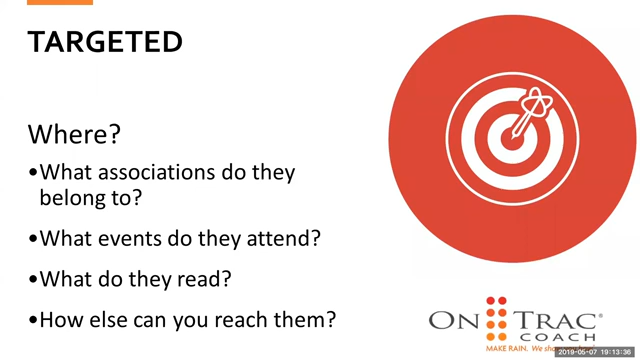 TARGETED
Where?
•What associations do they
belong to?
•What events do they attend?
•What do they read?
•How else can you reach them?
ON TRAC®
COACH
MAKE RAIN. We sh
2019-05-07 19:13:36